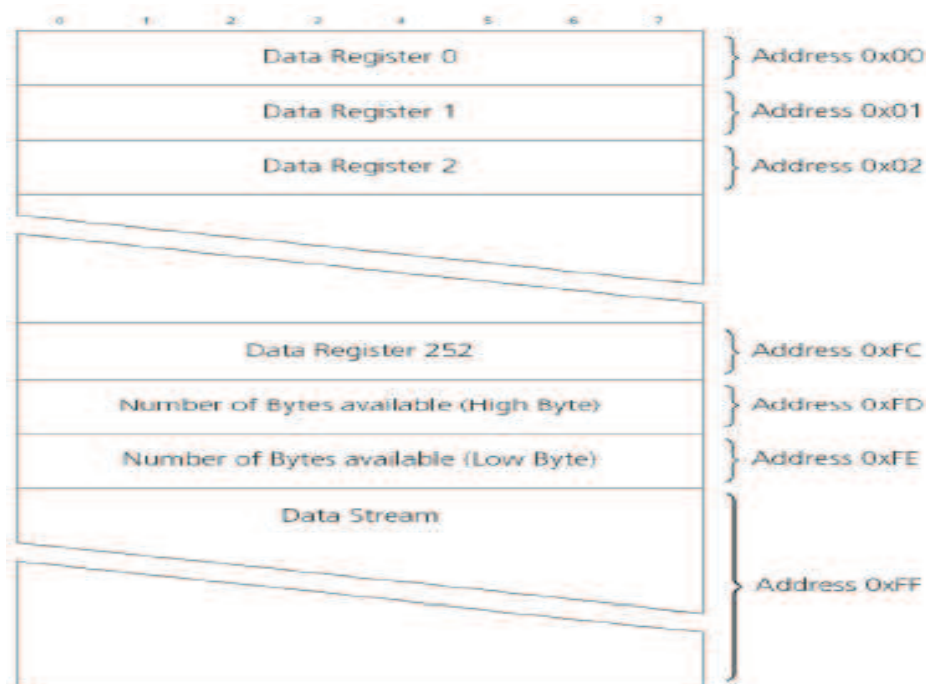 0 1 2 3 4 5 6 7
Data Register 0 Address 0x00
Data Register 1 Address 0x01
Data Register 2 Address 0x02
Data Register 252 Address 0xFC
Number of Bytes available (High Byte) Address 0xFD
Number of Bytes available (Low Byte) Address 0xFE
Data Stream
Address 0xFF